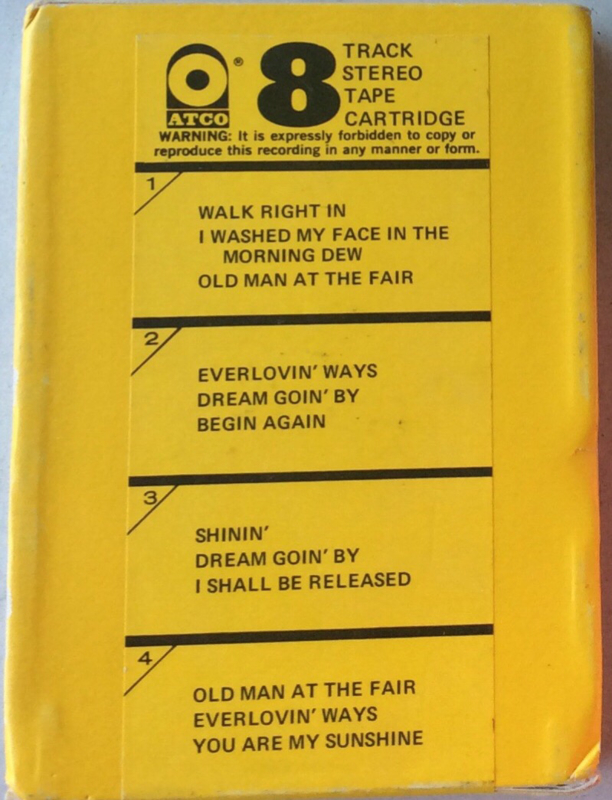 ATCO
®
8
TRACK
STEREO
TAPE
CARTRIDGE
WARNING: It is expressly forbidden to copy or
reproduce this recording in any manner or form.
1
WALK RIGHT IN
I WASHED MY FACE IN THE
MORNING DEW
OLD MAN AT THE FAIR
2
EVERLOVIN' WAYS
DREAM GOIN' BY
BEGIN AGAIN
3
SHININ'
DREAM GOIN' BY
I SHALL BE RELEASED
4
OLD MAN AT THE FAIR
EVERLOVIN' WAYS
YOU ARE MY SUNSHINE